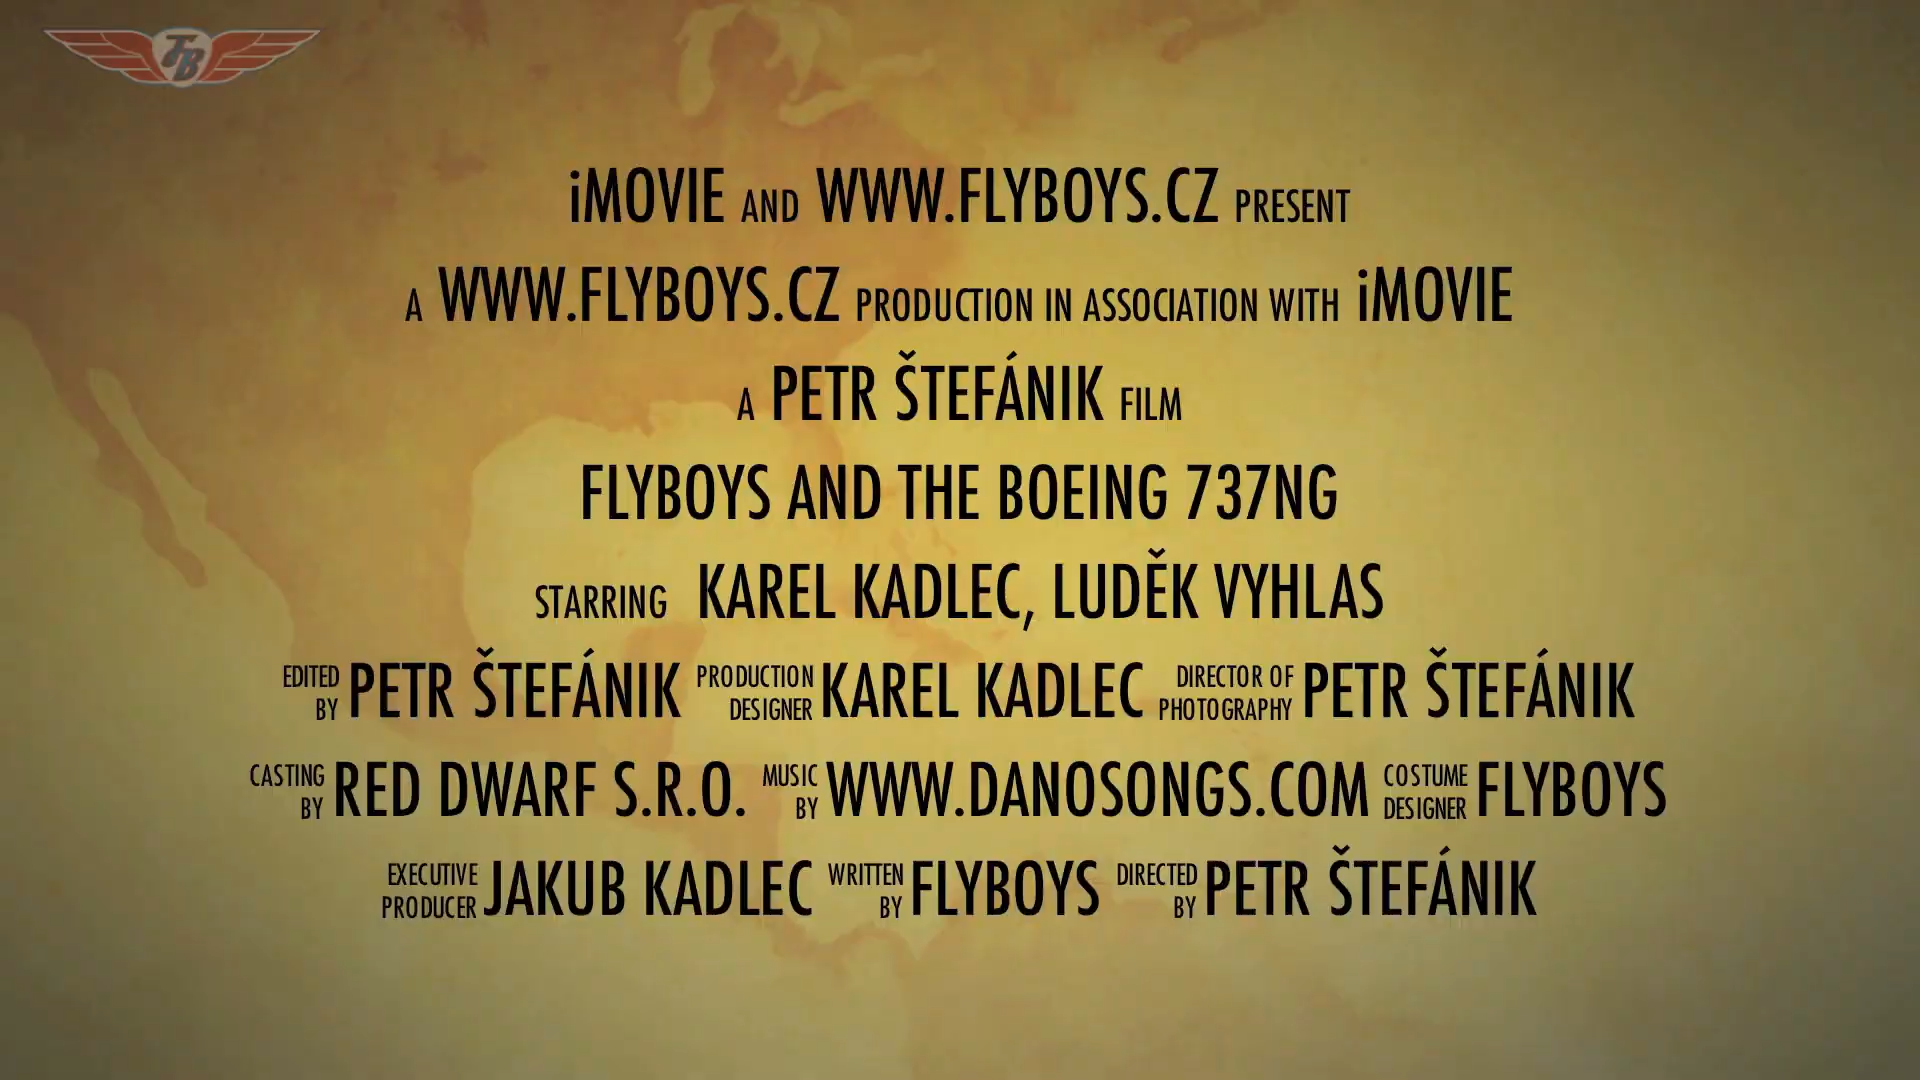 FB
iMOVIE AND WWW.FLYBOYS.CZ PRESENT
A WWW.FLYBOYS.CZ PRODUCTION IN ASSOCIATION WITH iMOVIE
A PETR ŠTEFÁNIK FILM
FLYBOYS AND THE BOEING 737NG
STARRING KAREL KADLEC, LUDĚK VYHLAS
EDITED BY PETR ŠTEFÁNIK PRODUCTION DESIGNER KAREL KADLEC DIRECTOR OF PHOTOGRAPHY PETR ŠTEFÁNIK
CASTING BY RED DWARF S.R.O. MUSIC BY WWW.DANOSONGS.COM COSTUME DESIGNER FLYBOYS
EXECUTIVE PRODUCER JAKUB KADLEC WRITTEN BY FLYBOYS DIRECTED BY PETR ŠTEFÁNIK